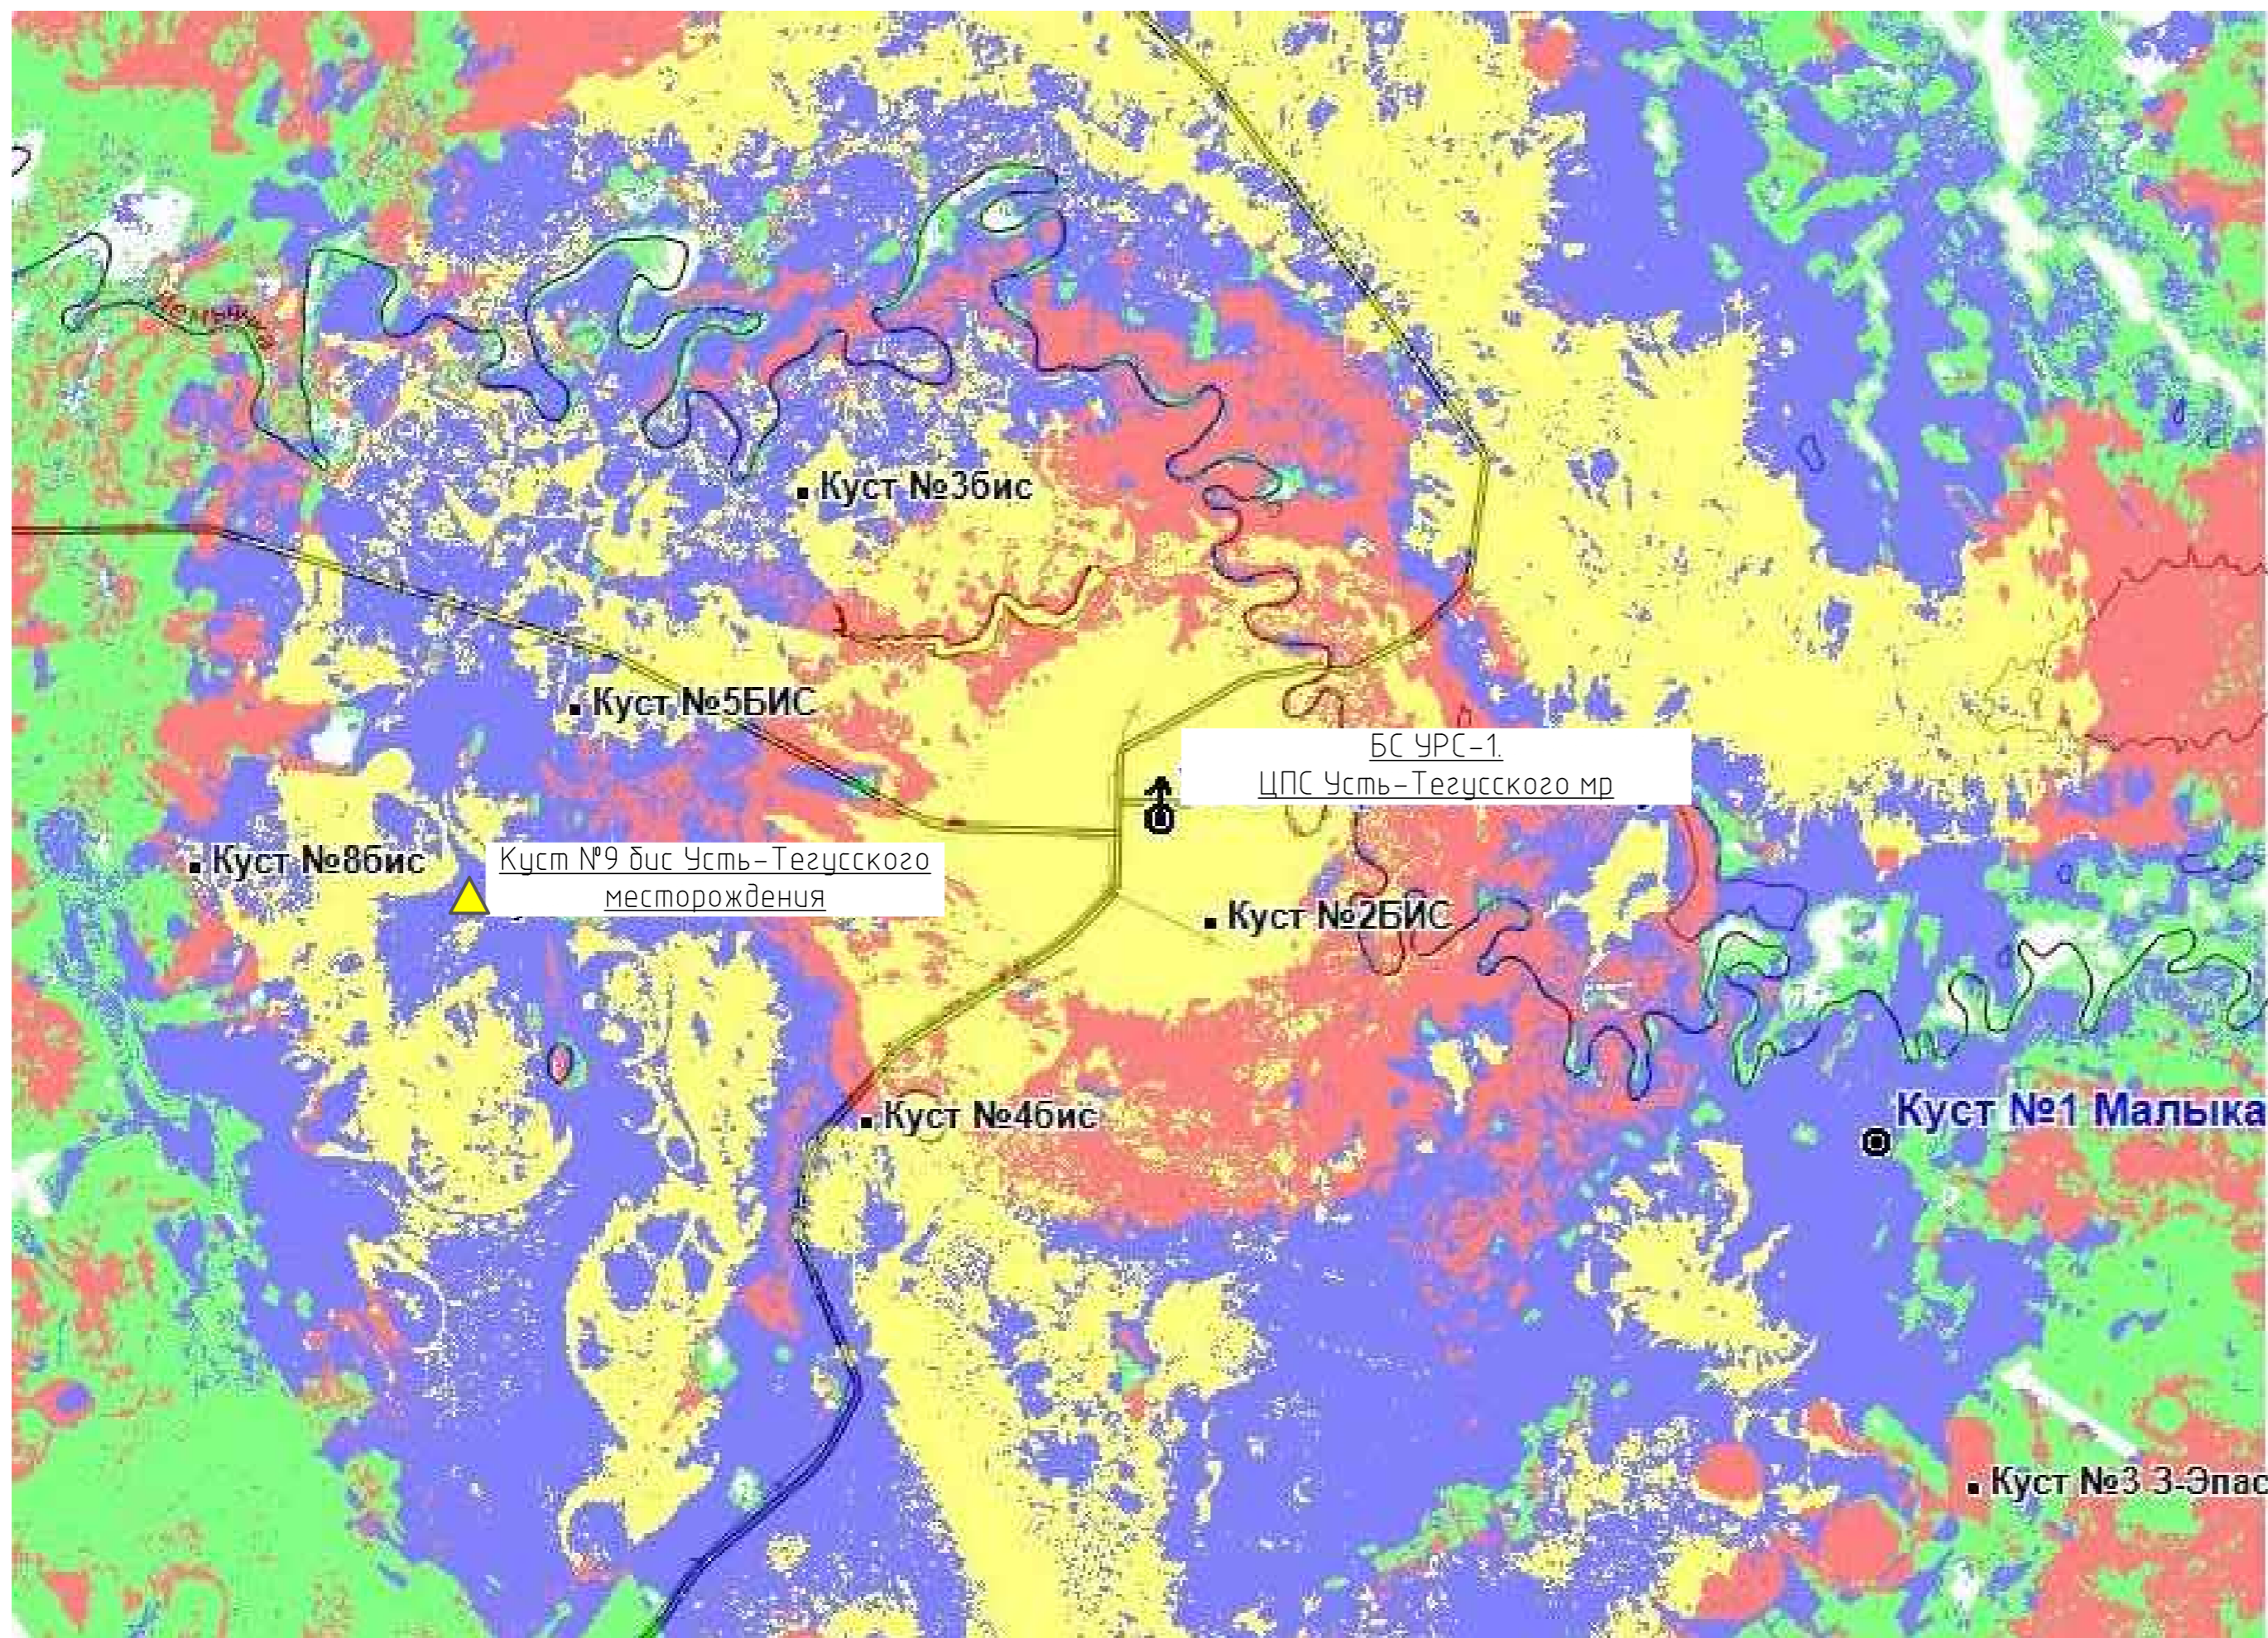 Куст №3бис
Куст №5БИС
БС УРС-1.
ЦПС Усть-Тегусского мр
Куст №8бис
Куст №9 бис Усть-Тегусского
месторождения
Куст №2БИС
Куст №4бис
Куст №1 Малыка
Куст №3 З-Эпас